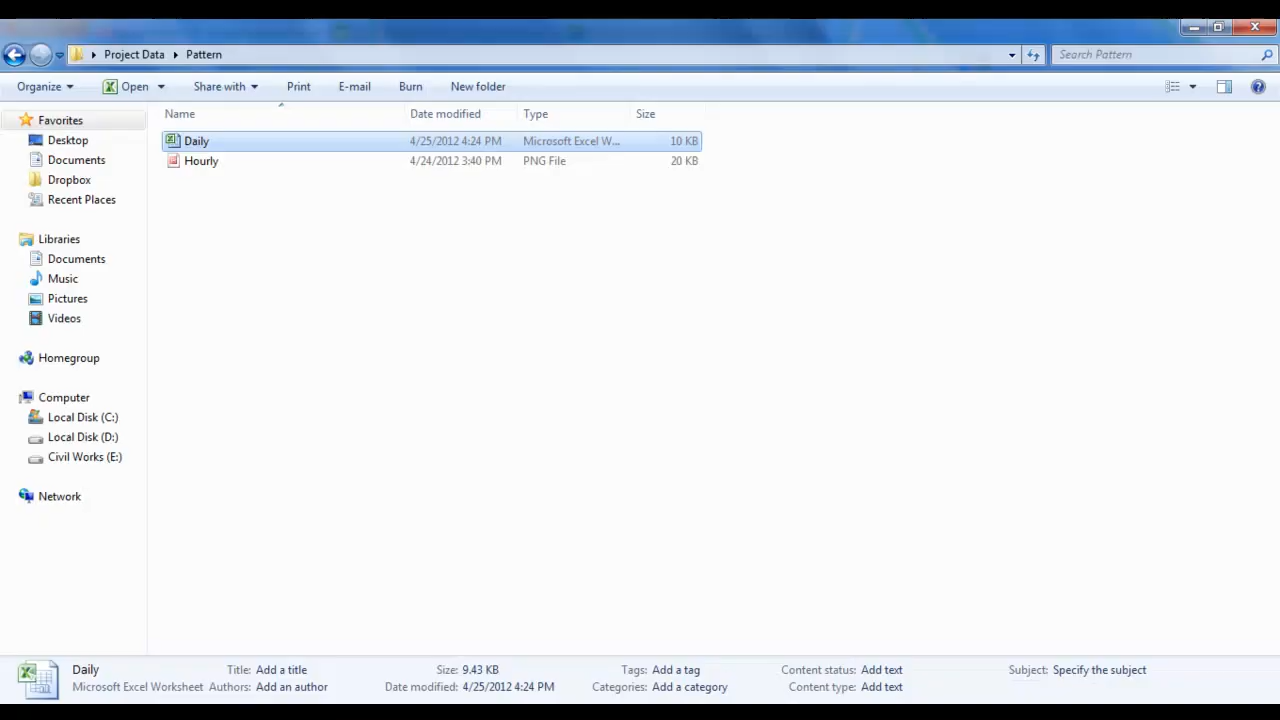 Project Data Pattern
Search Pattern
Organize Open Share with Print E-mail Burn New folder
Name Date modified Type Size
Daily 4/25/2012 4:24 PM Microsoft Excel W... 10 KB
Hourly 4/24/2012 3:40 PM PNG File 20 KB
Favorites
Desktop
Documents
Dropbox
Recent Places
Libraries
Documents
Music
Pictures
Videos
Homegroup
Computer
Local Disk (C:)
Local Disk (D:)
Civil Works (E:)
Network
Daily Title: Add a title Size: 9.43 KB Tags: Add a tag Content status: Add text Subject: Specify the subject
Microsoft Excel Worksheet Authors: Add an author Date modified: 4/25/2012 4:24 PM Categories: Add a category Content type: Add text